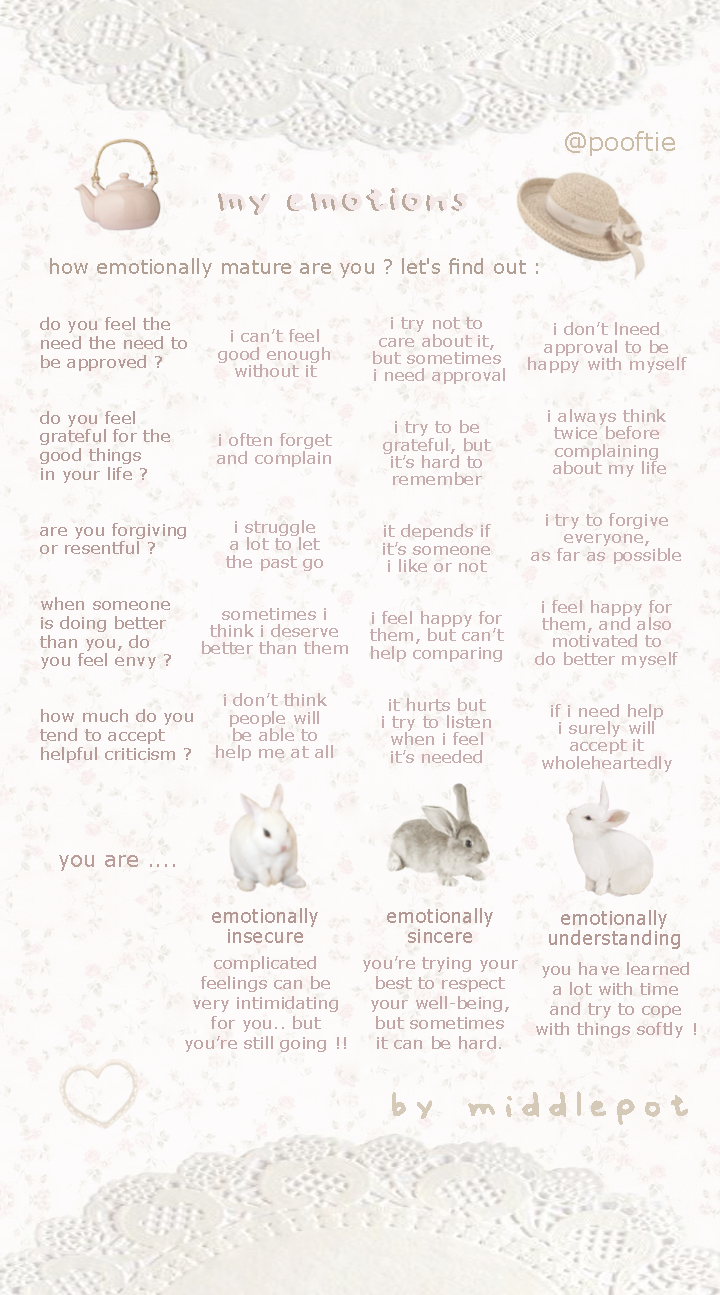 @pooftie
my emotions
how emotionally mature are you ? let's find out :
do you feel the
need the need to
be approved ?
i can't feel
good enough
without it
i try not to
care about it,
but sometimes
i need approval
i don't lneed
approval to be
happy with myself
do you feel
grateful for the
good things
in your life ?
i often forget
and complain
i try to be
grateful, but
it's hard to
remember
i always think
twice before
complaining
about my life
are you forgiving
or resentful ?
i struggle
a lot to let
the past go
it depends if
it's someone
i like or not
i try to forgive
everyone,
as far as possible
when someone
is doing better
than you, do
you feel envy ?
sometimes i
think i deserve
better than them
i feel happy for
them, but can't
help comparing
i feel happy for
them, and also
motivated to
do better myself
how much do you
tend to accept
helpful criticism ?
i don't think
people will
be able to
help me at all
it hurts but
i try to listen
when i feel
it's needed
if i need help
i surely will
accept it
wholeheartedly
you are ....
emotionally
insecure
complicated
feelings can be
very intimidating
for you.. but
you're still going !!
emotionally
sincere
you're trying your
best to respect
your well-being,
but sometimes
it can be hard.
emotionally
understanding
you have learned
a lot with time
and try to cope
with things softly !
by middlepot